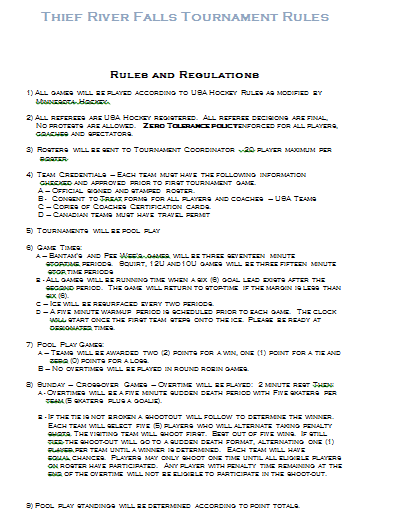 Thief River Falls Tournament Rules
Rules and Regulations
1) All games will be played according to USA Hockey Rules as modified by
Minnesota Hockey.
2) All referees are USA Hockey registered. All referee decisions are final,
No protests are allowed. Zero Tolerance policy enforced for all players,
coaches and spectators.
3) Rosters will be sent to Tournament Coordinator – 20 player maximum per
roster
4) Team Credentials – Each team must have the following information
checked and approved prior to first tournament game.
A – Official signed and stamped roster.
B - Consent to Treat forms for all players and coaches – USA Teams
C – Copies of Coaches Certification cards.
D – Canadian teams must have travel permit
5) Tournaments will be pool play
6) Game Times:
A – Bantam's and Pee Wee's games will be three seventeen minute
stoptime periods. Squirt, 12U and 10U games will be three fifteen minute
stop time periods
B - All games will be running time when a six (6) goal lead exists after the
second period. The game will return to stoptime if the margin is less than
six (6).
C – Ice will be resurfaced every two periods.
D – A five minute warmup period is scheduled prior to each game. The clock
will start once the first team steps onto the ice. Please be ready at
designated times.
7) Pool Play Games:
A – Teams will be awarded two (2) points for a win, one (1) point for a tie and
zero (0) points for a loss.
B – No overtimes will be played in round robin games.
8) Sunday – Crossover Games – Overtime will be played: 2 minute rest Then:
A - Overtimes will be a five minute sudden death period with Five skaters per
team (5 skaters plus a goalie).
B - If the tie is not broken a shootout will follow to determine the winner.
Each team will select five (5) players who will alternate taking penalty
shots. The visiting team will shoot first. Best out of five wins. If still
tied the shoot-out will go to a sudden death format, alternating one (1)
player per team until a winner is determined. Each team will have
equal chances. Players may only shoot one time until all eligible players
on roster have participated. Any player with penalty time remaining at the
end of the overtime will not be eligible to participate in the shoot-out.
9) Pool play standings will be determined according to point totals.